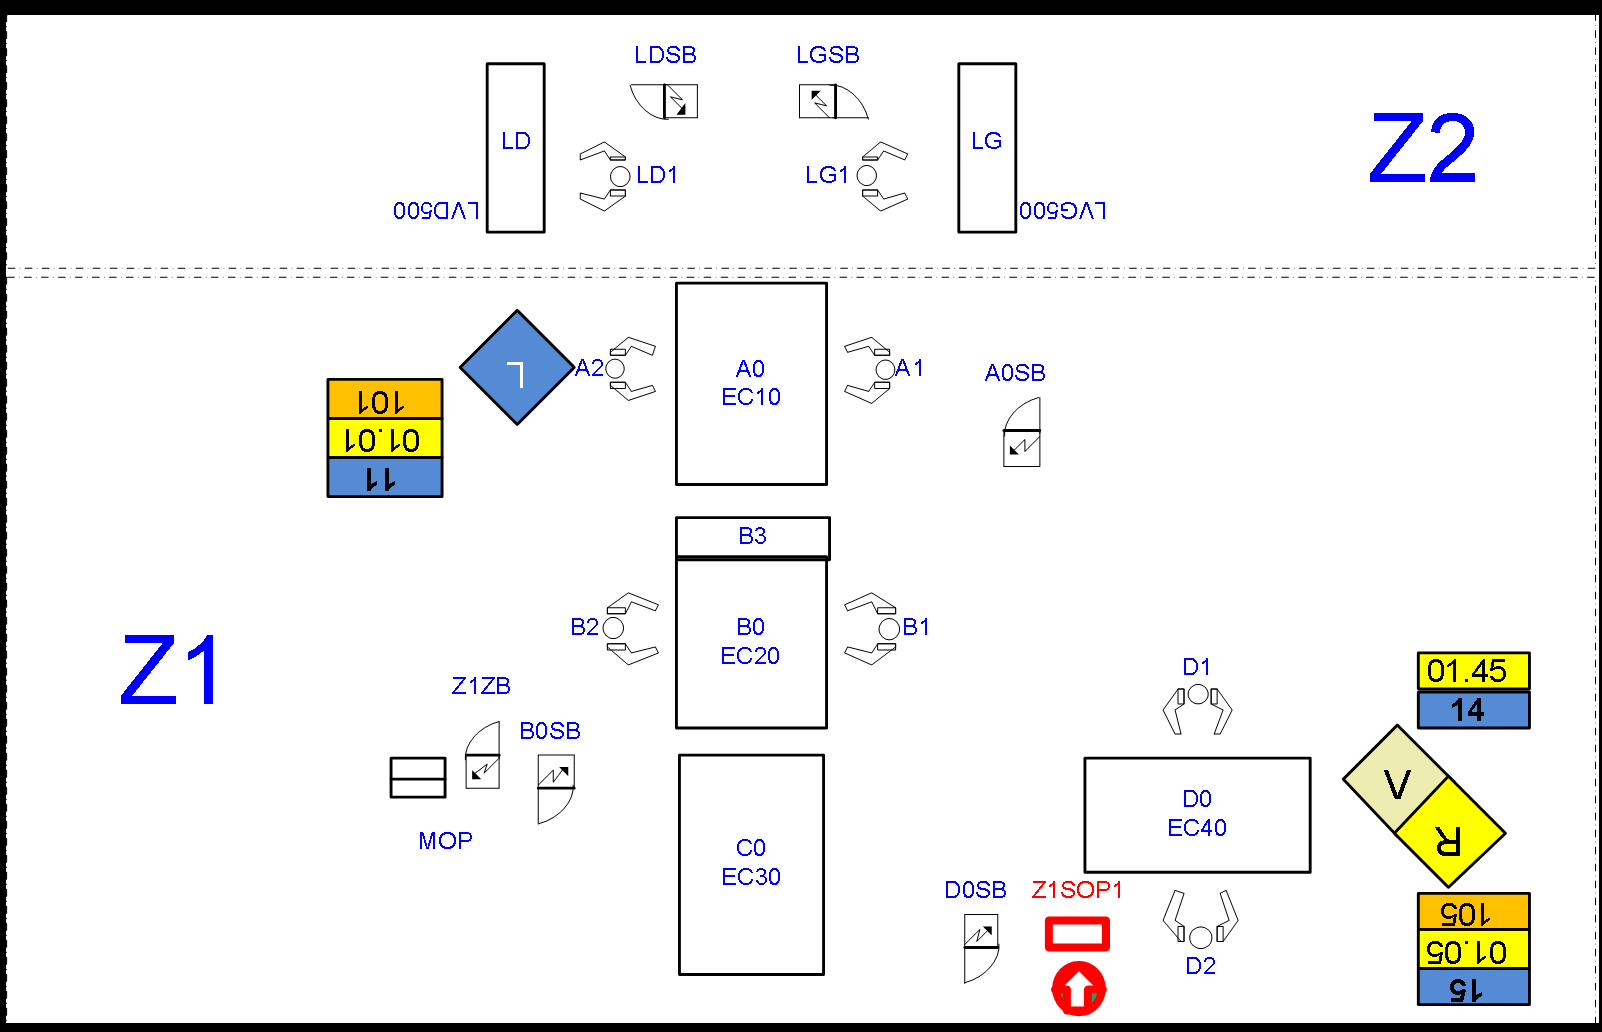 LDSB
LGSB
LD
LG
Z2
LD1
LG1
LVD500
LVG500
L
A2
A0
EC10
A1
A0SB
101
01.01
11
B3
B2
B0
EC20
B1
Z1
Z1ZB
B0SB
D1
01.45
14
MOP
C0
EC30
D0
EC40
V
R
D0SB
Z1SOP1
D2
105
01.05
15